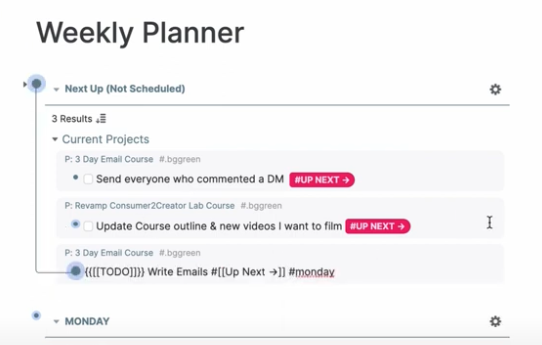 Weekly Planner
Next Up (Not Scheduled)
3 Results
Current Projects
P: 3 Day Email Course #.bggreen
Send everyone who commented a DM #UP NEXT →
P: Revamp Consumer2Creator Lab Course #.bggreen
Update Course outline & new videos I want to film #UP NEXT →
P: 3 Day Email Course #.bggreen
{{[[TODO]]}} Write Emails #[[Up Next →]] #monday
MONDAY